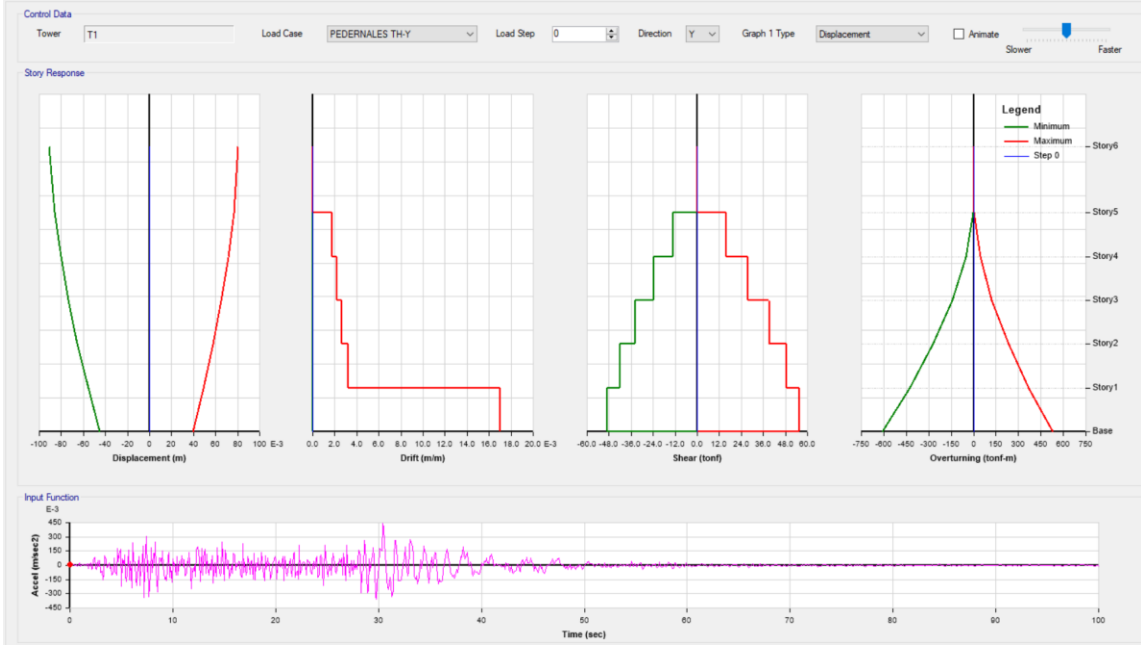 Control Data
Tower T1 Load Case PEDERNALES TH-Y Load Step 0 Direction Y Graph 1 Type Displacement Animate
Slower Faster
Story Response
Legend
Minimum
Maximum
Step 0
Story6
Story5
Story4
Story3
Story2
Story1
Base
-100 -80 -60 -40 -20 0 20 40 60 80 100 E-3
Displacement (m)
0.0 2.0 4.0 6.0 8.0 10.0 12.0 14.0 16.0 18.0 20.0 E-3
Drift (m/m)
-60.0 -48.0 -36.0 -24.0 -12.0 0.0 12.0 24.0 36.0 48.0 60.0
Shear (tonf)
-750 -600 -450 -300 -150 0 150 300 450 600 750
Overturning (tonf-m)
Input Function
E-3
450
300
150
0
-150
-300
-450
Accel (m/sec2)
0 10 20 30 40 50 60 70 80 90 100
Time (sec)